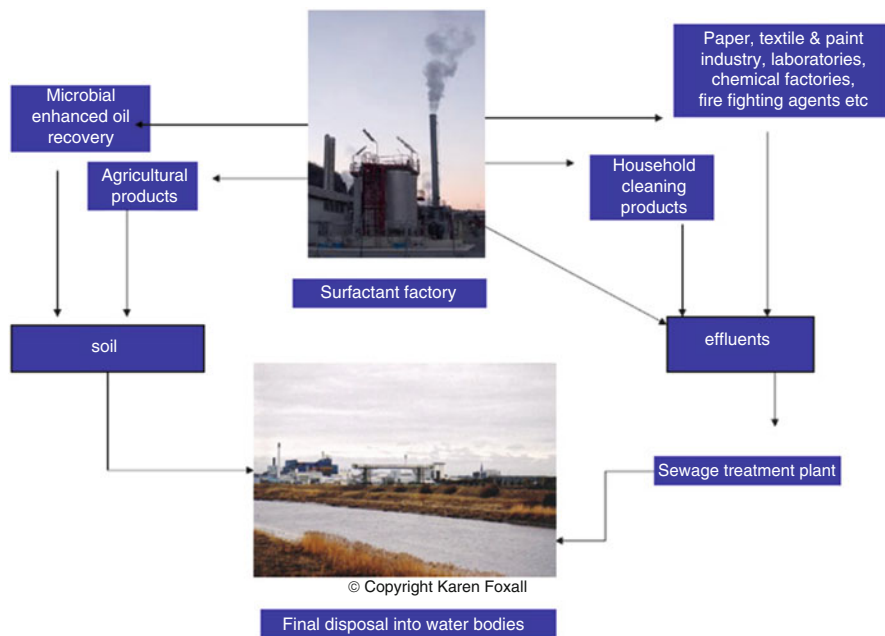 Paper, textile & paint
industry, laboratories,
chemical factories,
fire fighting agents etc
Microbial
enhanced oil
recovery
Agricultural
products
Household
cleaning
products
Surfactant factory
soil
effluents
Sewage treatment plant
© Copyright Karen Foxall
Final disposal into water bodies